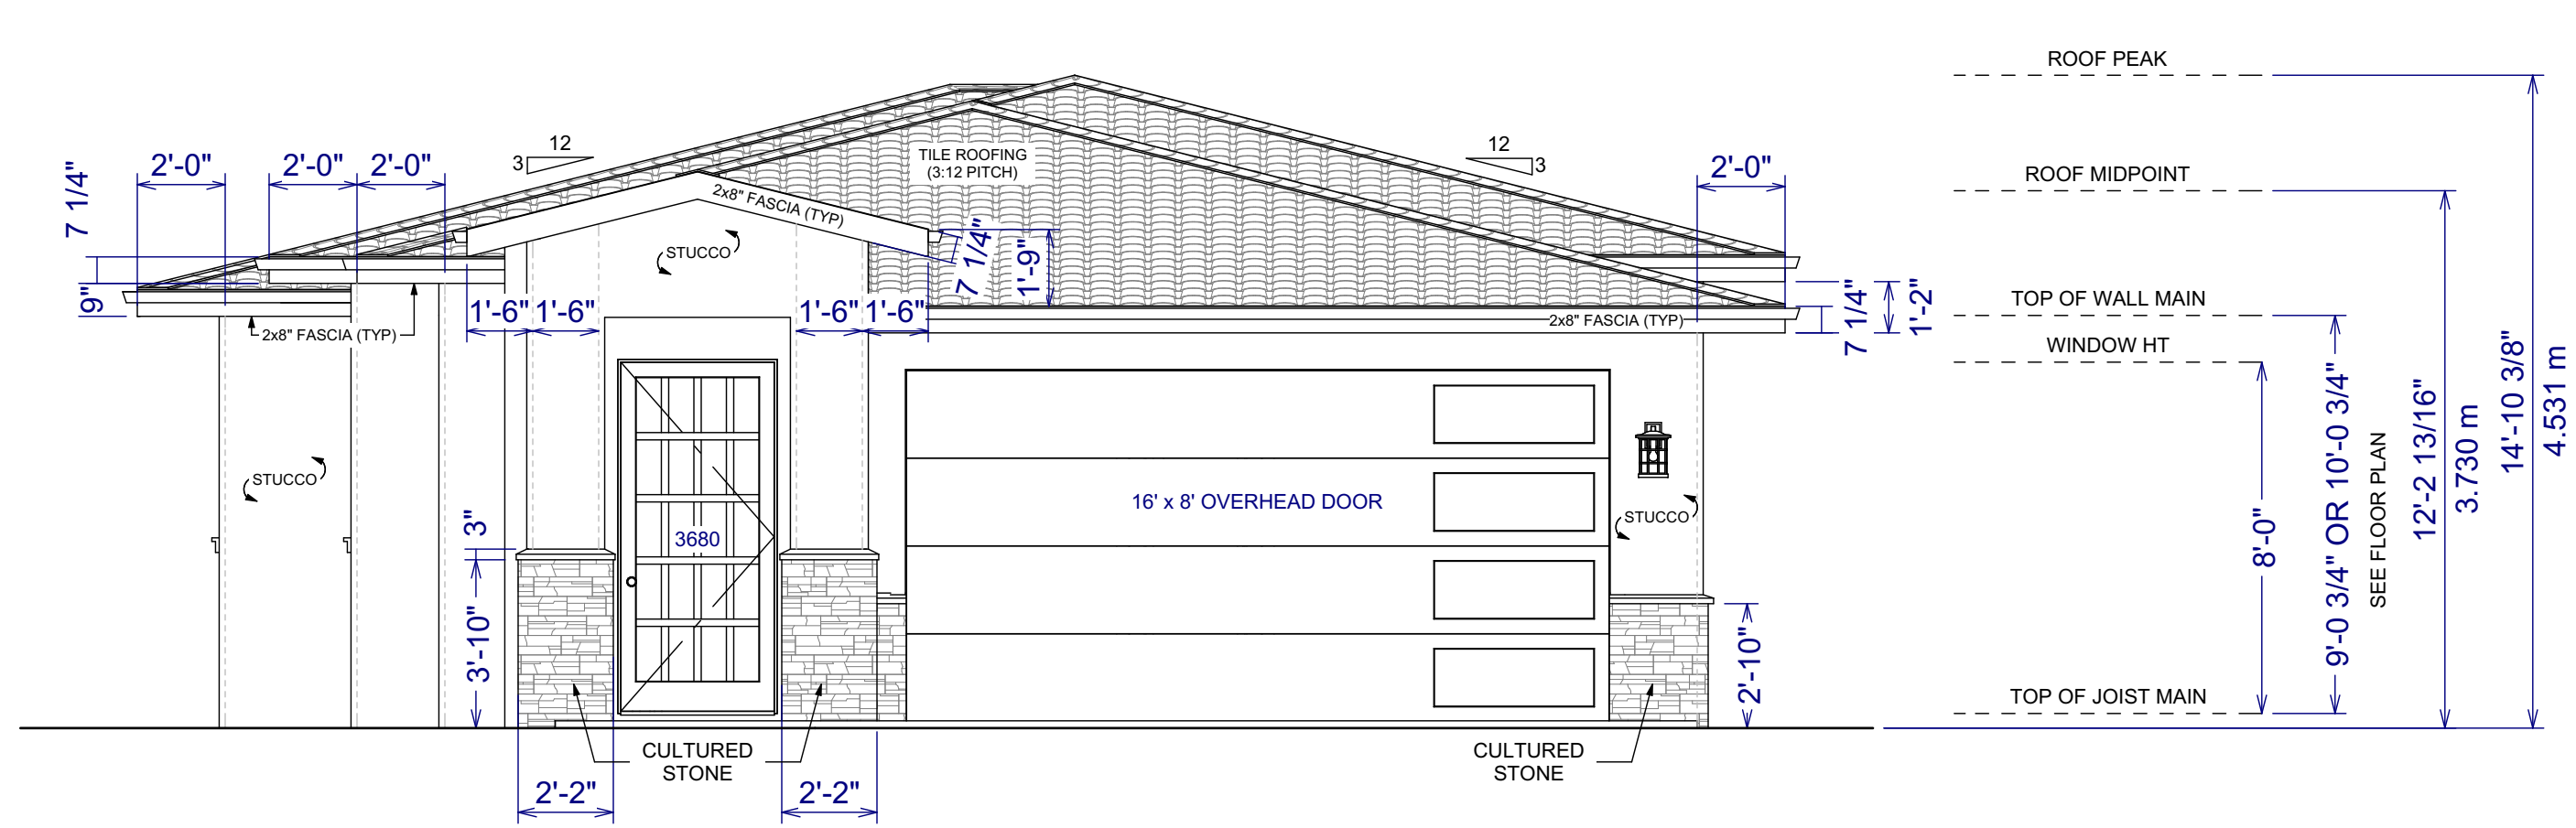 ROOF PEAK
12
3
12
3
TILE ROOFING
(3:12 PITCH)
2'-0"
2'-0"
2'-0"
2'-0"
7 1/4"
ROOF MIDPOINT
2x8" FASCIA (TYP)
STUCCO
7 1/4"
1'-9"
9"
1'-6"
1'-6"
1'-6"
1'-6"
2x8" FASCIA (TYP)
2x8" FASCIA (TYP)
7 1/4"
1'-2"
TOP OF WALL MAIN
WINDOW HT
STUCCO
3"
3680
16' x 8' OVERHEAD DOOR
STUCCO
3'-10"
2'-10"
8'-0"
9'-0 3/4" OR 10'-0 3/4"
SEE FLOOR PLAN
12'-2 13/16"
3.730 m
14'-10 3/8"
4.531 m
TOP OF JOIST MAIN
CULTURED
STONE
CULTURED
STONE
2'-2"
2'-2"